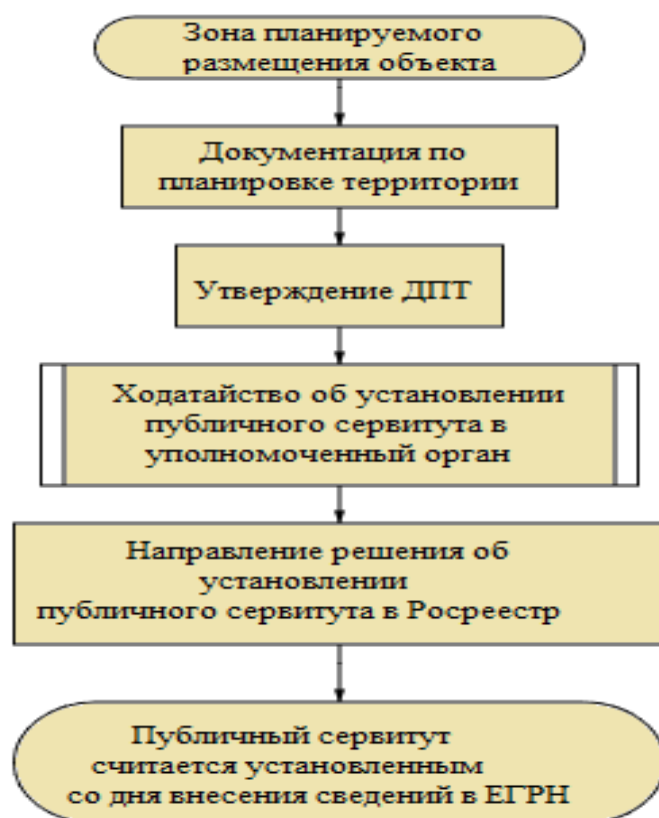 Зона планируемого
размещения объекта
Документация по
планировке территории
Утверждение ДПТ
Ходатайство об установлении
публичного сервитута в
уполномоченный орган
Направление решения об
установлении
публичного сервитута в Росреестр
Публичный сервитут
считается установленным
со дня внесения сведений в ЕГРН